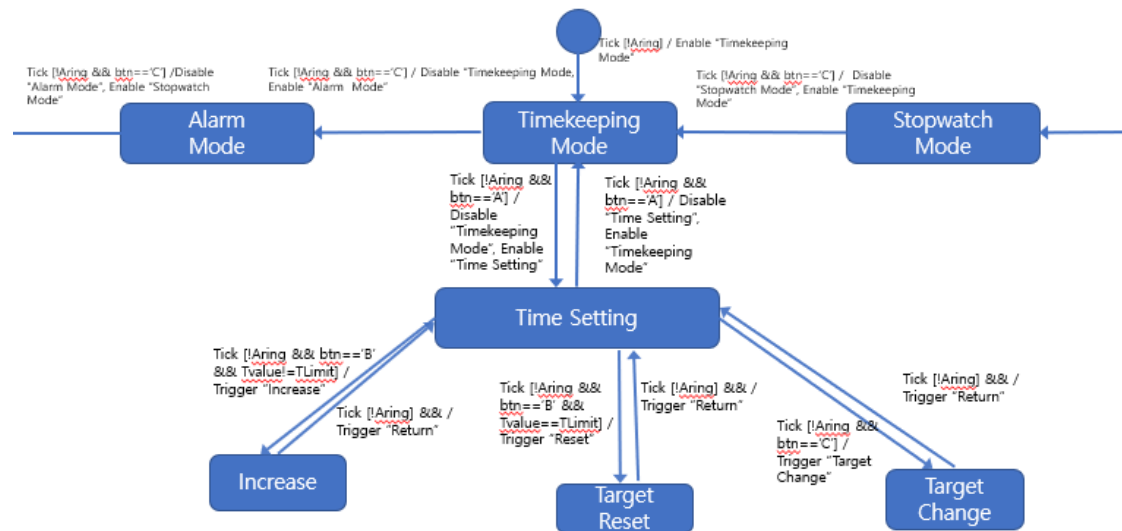 Tick [!Aring] / Enable “Timekeeping
Mode”
Tick [!Aring && btn==‘C’] /Disable
“Alarm Mode”, Enable “Stopwatch
Mode”
Tick [!Aring && btn==‘C’] / Disable “Timekeeping Mode,
Enable “Alarm Mode”
Tick [!Aring && btn==‘C’] / Disable
“Stopwatch Mode”, Enable “Timekeeping
Mode”
Alarm
Mode
Timekeeping
Mode
Stopwatch
Mode
Tick [!Aring &&
btn==‘A’] /
Disable
“Timekeeping
Mode”, Enable
“Time Setting”
Tick [!Aring &&
btn==‘A’] / Disable
“Time Setting”,
Enable
“Timekeeping
Mode”
Time Setting
Tick [!Aring && btn==‘B’
&& Tvalue!=TLimit] /
Trigger “Increase”
Tick [!Aring] && /
Trigger “Return”
Tick [!Aring &&
btn==‘B’ &&
Tvalue==TLimit] /
Trigger “Reset”
Tick [!Aring] && /
Trigger “Return”
Tick [!Aring &&
btn==‘C’] /
Trigger “Target
Change”
Tick [!Aring] && /
Trigger “Return”
Increase
Target
Reset
Target
Change